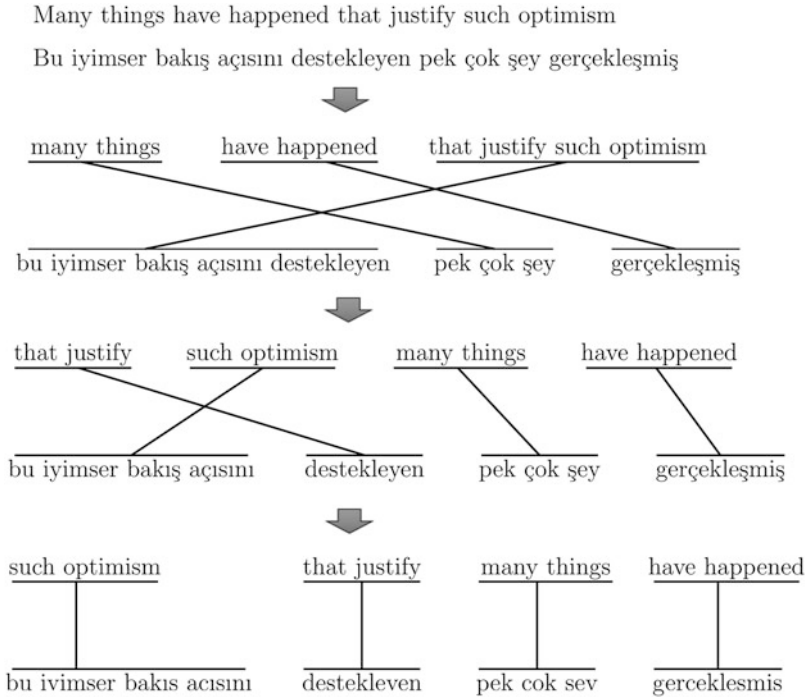 Many things have happened that justify such optimism
Bu iyimser bakış açısını destekleyen pek çok şey gerçekleşmiş
many things have happened that justify such optimism
bu iyimser bakış açısını destekleyen pek çok şey gerçekleşmiş
that justify such optimism many things have happened
bu iyimser bakış açısını destekleyen pek çok şey gerçekleşmiş
such optimism that justify many things have happened
bu ivimser bakıs acısını destekleven pek cok sev gerceklesmis